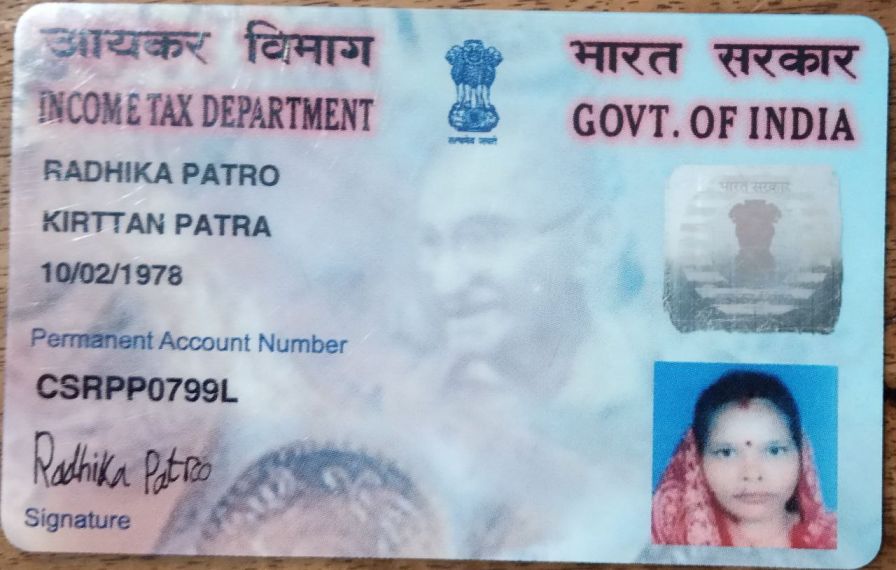 आयकर विभाग
INCOME TAX DEPARTMENT
भारत सरकार
GOVT. OF INDIA
सत्यमेव जयते
RADHIKA PATRO
KIRTTAN PATRA
10/02/1978
भारत सरकार
Permanent Account Number
CSRPP0799L
Radhika Patro
Signature